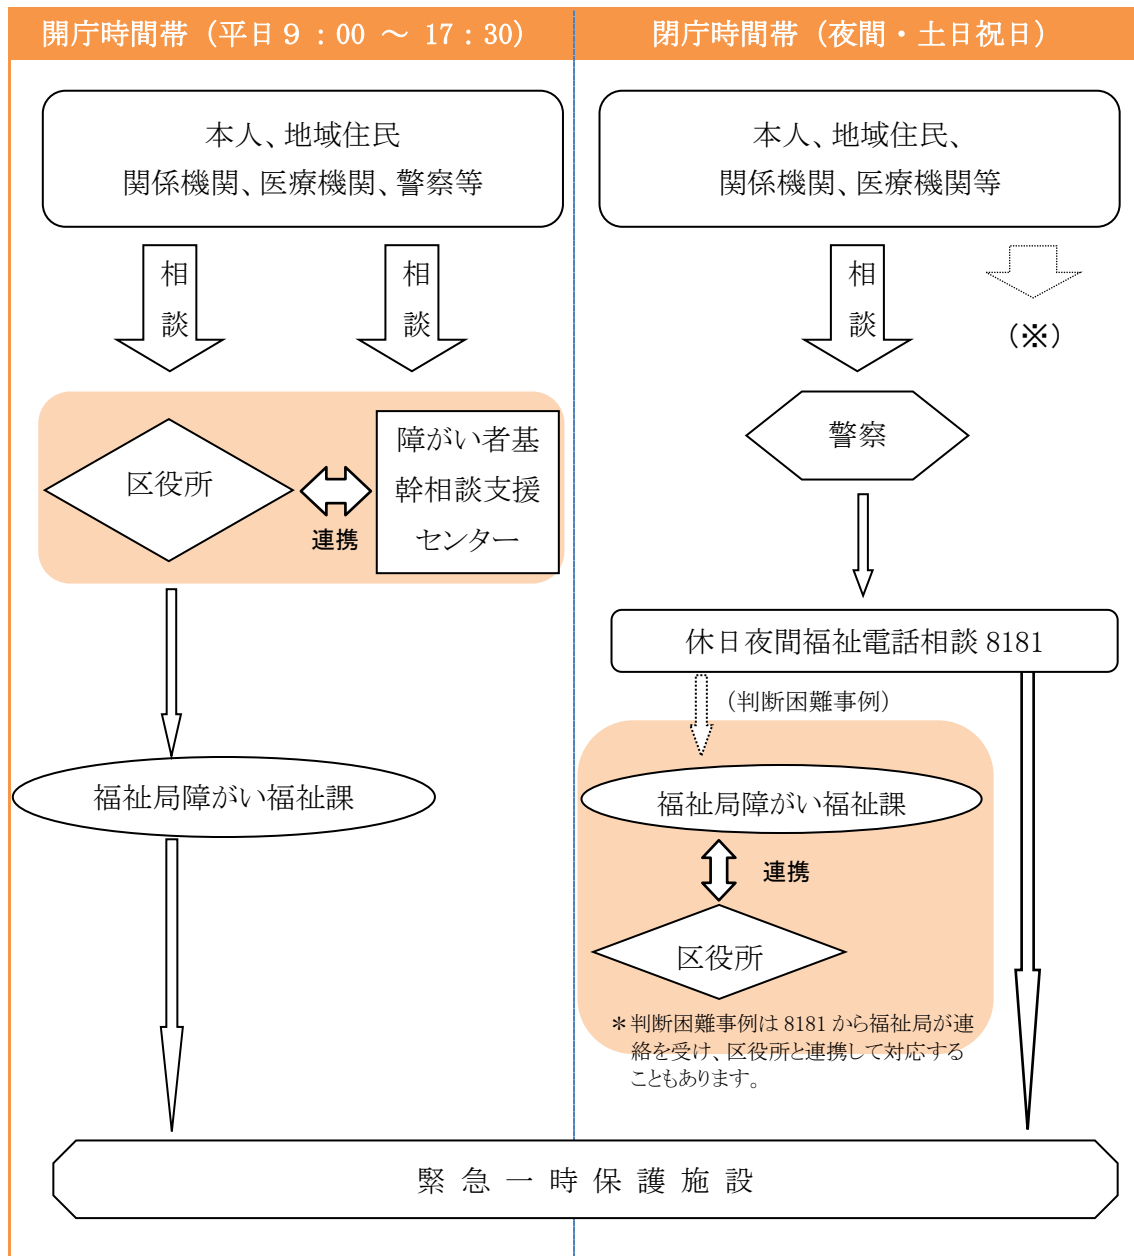 開庁時間帯（平日９：00 ～ 17：30）
本人、地域住民
関係機関、医療機関、警察等
相談
相談
区役所
連携
障がい者基
幹相談支援
センター
福祉局障がい福祉課
閉庁時間帯（夜間・土日祝日）
本人、地域住民、
関係機関、医療機関等
相談
（※）
警察
休日夜間福祉電話相談 8181
（判断困難事例）
福祉局障がい福祉課
連携
区役所
＊判断困難事例は 8181 から福祉局が連
絡を受け、区役所と連携して対応する
こともあります。
緊急一時保護施設